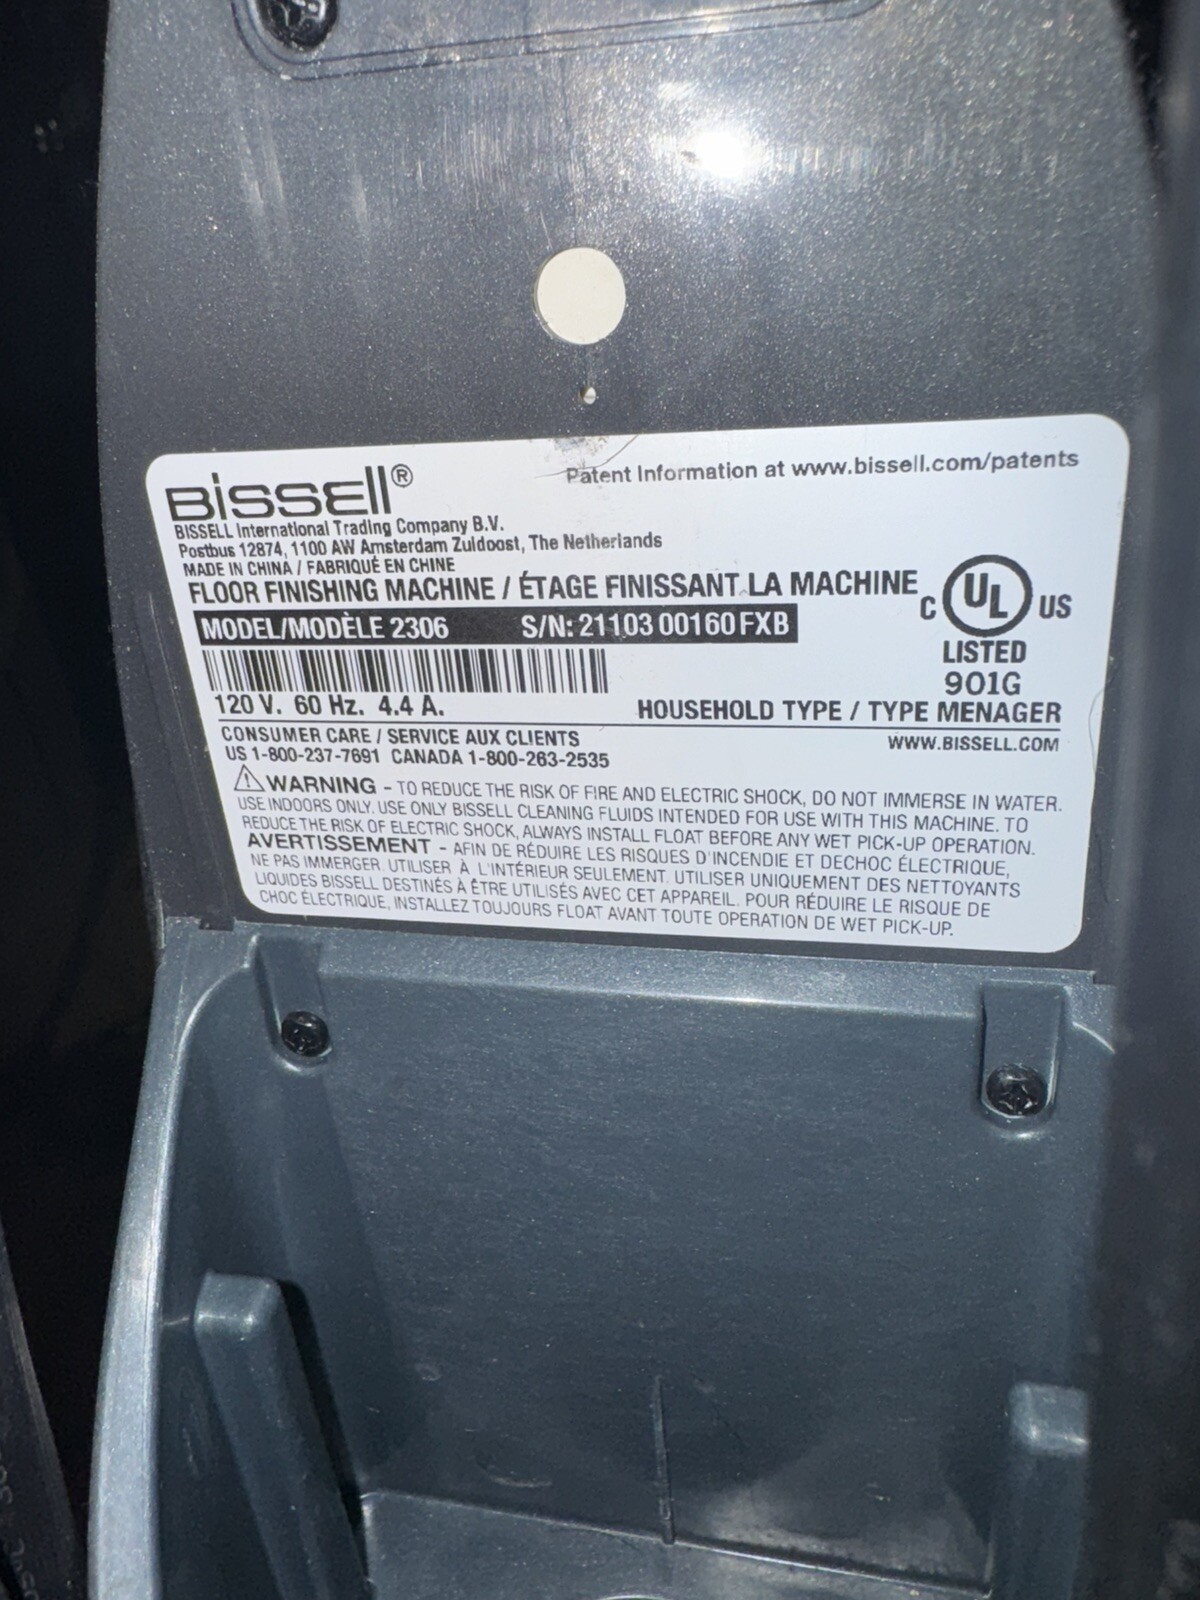 BISSELL®
Patent Information at www.bissell.com/patents
BISSELL International Trading Company B.V.
Postbus 12874, 1100 AW Amsterdam Zuidoost, The Netherlands
MADE IN CHINA / FABRIQUÉ EN CHINE
FLOOR FINISHING MACHINE / ÉTAGE FINISSANT LA MACHINE
MODEL/MODÈLE 2306 S/N: 21103 00160 FXB
C UL US
LISTED
901G
120 V. 60 Hz. 4.4 A.
HOUSEHOLD TYPE / TYPE MENAGER
CONSUMER CARE / SERVICE AUX CLIENTS
WWW.BISSELL.COM
US 1-800-237-7691 CANADA 1-800-263-2535
WARNING - TO REDUCE THE RISK OF FIRE AND ELECTRIC SHOCK, DO NOT IMMERSE IN WATER.
USE INDOORS ONLY. USE ONLY BISSELL CLEANING FLUIDS INTENDED FOR USE WITH THIS MACHINE. TO
REDUCE THE RISK OF ELECTRIC SHOCK, ALWAYS INSTALL FLOAT BEFORE ANY WET PICK-UP OPERATION.
AVERTISSEMENT - AFIN DE RÉDUIRE LES RISQUES D'INCENDIE ET DECHOC ÉLECTRIQUE,
NE PAS IMMERGER. UTILISER À L'INTÉRIEUR SEULEMENT. UTILISER UNIQUEMENT DES NETTOYANTS
LIQUIDES BISSELL DESTINÉS À ÊTRE UTILISÉS AVEC CET APPAREIL. POUR RÉDUIRE LE RISQUE DE
CHOC ÉLECTRIQUE, INSTALLEZ TOUJOURS FLOAT AVANT TOUTE OPERATION DE WET PICK-UP.